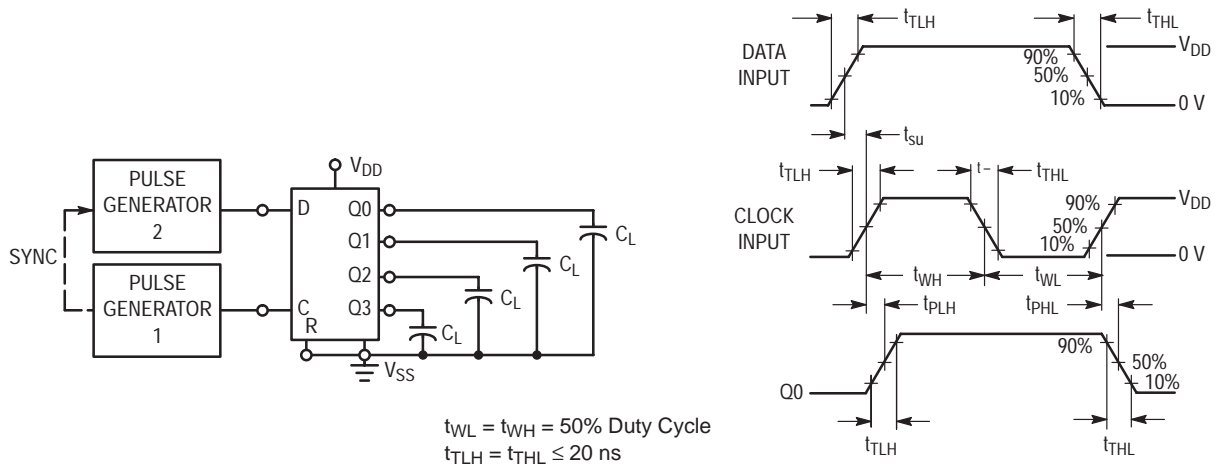 PULSE
GENERATOR
2
SYNC
PULSE
GENERATOR
1
V_DD
D
C
R
Q0
Q1
Q2
Q3
C_L
C_L
C_L
C_L
V_SS
t_WL = t_WH = 50% Duty Cycle
t_TLH = t_THL ≤ 20 ns
t_TLH
t_THL
DATA
INPUT
90%
50%
10%
V_DD
0 V
t_su
t_TLH
t–
t_THL
CLOCK
INPUT
90%
50%
10%
V_DD
0 V
t_WH
t_WL
t_PLH
t_PHL
Q0
90%
50%
10%
t_TLH
t_THL